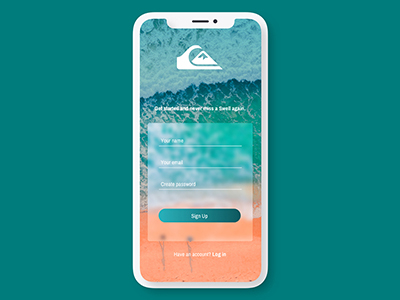 Get started and never miss a Swell again.
Your name
Your email
Create password
Sign Up
Have an account? Log in